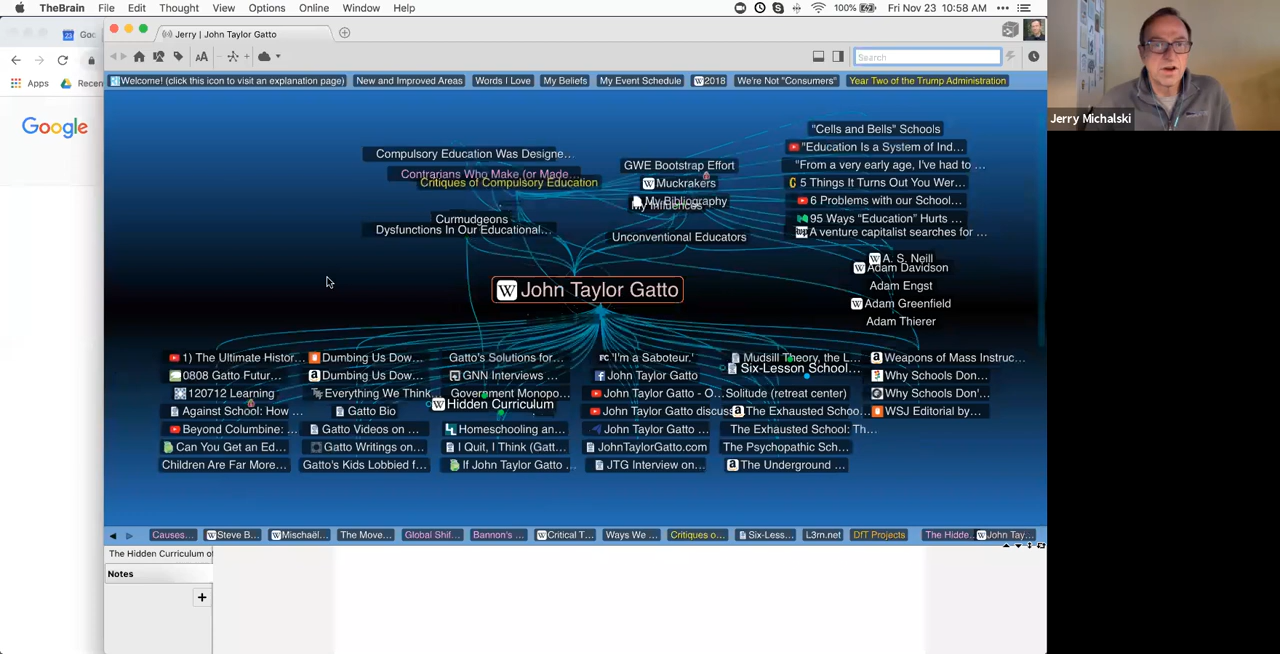 TheBrain File Edit Thought View Options Online Window Help 100% Fri Nov 23 10:58 AM
Jerry | John Taylor Gatto
Apps
Google
AA
Search
Welcome! (click this icon to visit an explanation page) New and Improved Areas Words I Love My Beliefs My Event Schedule 2018 We're Not "Consumers" Year Two of the Trump Administration
Jerry Michalski
"Cells and Bells" Schools
"Education Is a System of Ind...
"From a very early age, I've had to ...
5 Things It Turns Out You Wer...
6 Problems with our School...
95 Ways "Education" Hurts ...
A venture capitalist searches for ...
Compulsory Education Was Designe...
Contrarians Who Make (or Made...
Critiques of Compulsory Education
Curmudgeons
Dysfunctions In Our Educational...
GWE Bootstrap Effort
Muckrakers
My Bibliography
My Influences
Unconventional Educators
A. S. Neill
Adam Davidson
Adam Engst
Adam Greenfield
Adam Thierer
John Taylor Gatto
1) The Ultimate Histor...
0808 Gatto Futur...
120712 Learning
Against School: How ...
Beyond Columbine: ...
Can You Get an Ed...
Children Are Far More...
Dumbing Us Dow...
Dumbing Us Dow...
Everything We Think
Gatto Bio
Gatto Videos on ...
Gatto Writings on ...
Gatto's Kids Lobbied f...
Gatto's Solutions for...
GNN Interviews ...
Government Monopo...
Hidden Curriculum
Homeschooling an...
I Quit, I Think (Gatt...
If John Taylor Gatto ...
'I'm a Saboteur.'
John Taylor Gatto
John Taylor Gatto - O...
John Taylor Gatto discus
John Taylor Gatto ...
JohnTaylorGatto.com
JTG Interview on...
Mudsill Theory, the L...
Six-Lesson School...
Solitude (retreat center)
The Exhausted Schoo...
The Exhausted School: Th...
The Psychopathic Sch...
The Underground ...
Weapons of Mass Instruc...
Why Schools Don...
Why Schools Don'...
WSJ Editorial by...
Causes... Steve B... Mischaël... The Move... Global Shif... Bannon's ... Critical T... Ways We ... Critiques o... Six-Less... L3rn.net DfT Projects The Hidde... John Tay...
The Hidden Curriculum of
Notes
+